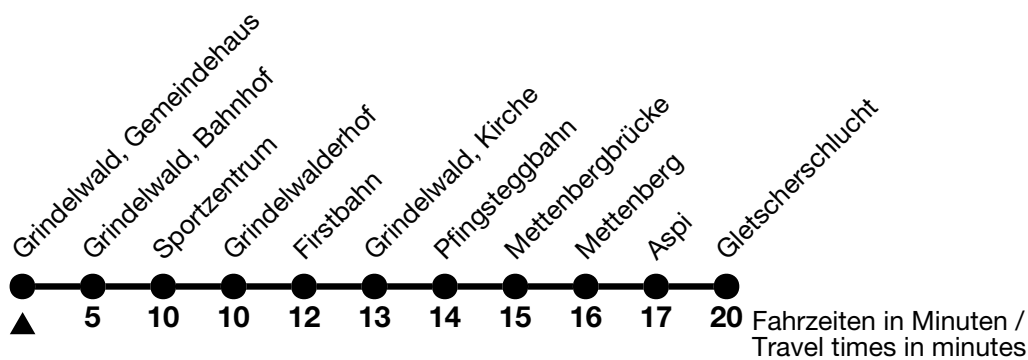 Grindelwald, Gemeindehaus
Grindelwald, Bahnhof
Sportzentrum
Grindelwalderhof
Firstbahn
Grindelwald, Kirche
Pfingsteggbahn
Mettenbergbrücke
Mettenberg
Aspi
Gletscherschlucht
5 10 10 12 13 14 15 16 17 20
Fahrzeiten in Minuten /
Travel times in minutes